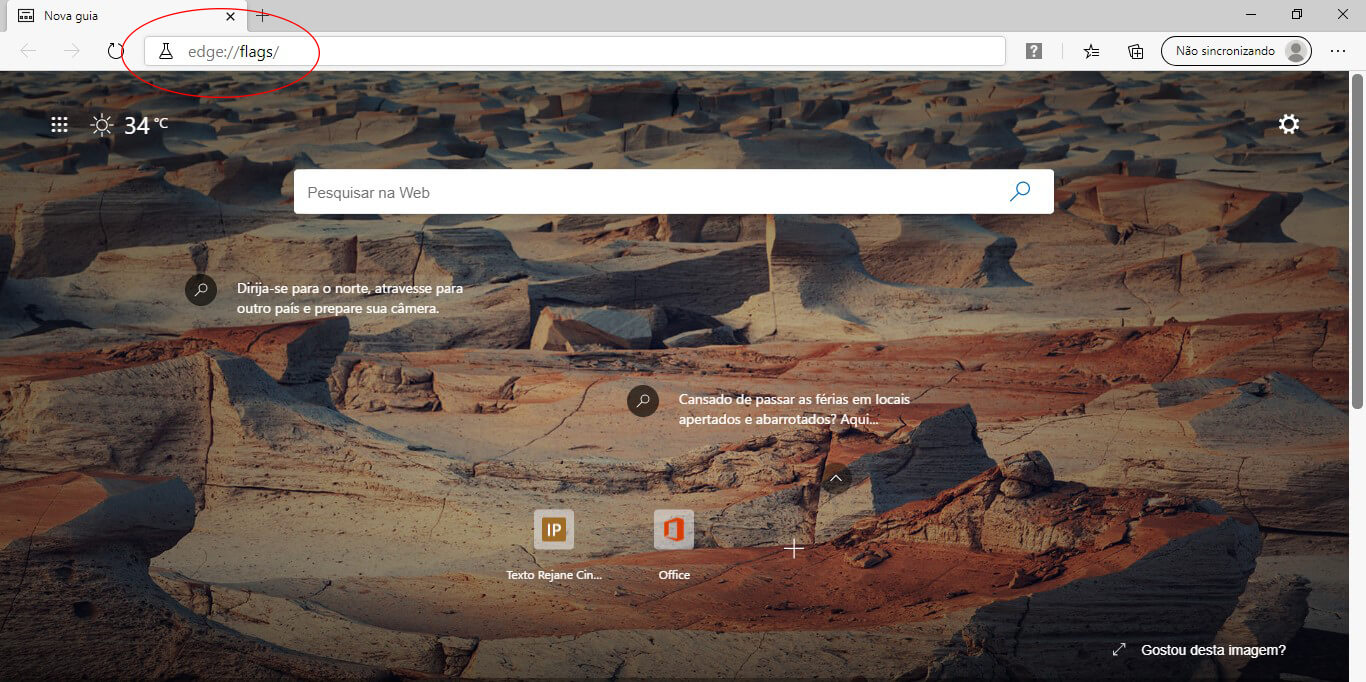 Nova guia
edge://flags/
Não sincronizando
34 °C
Pesquisar na Web
Dirija-se para o norte, atravesse para
outro país e prepare sua câmera.
Cansado de passar as férias em locais
apertados e abarrotados? Aqui...
IP
Texto Rejane Cin...
Office
Gostou desta imagem?